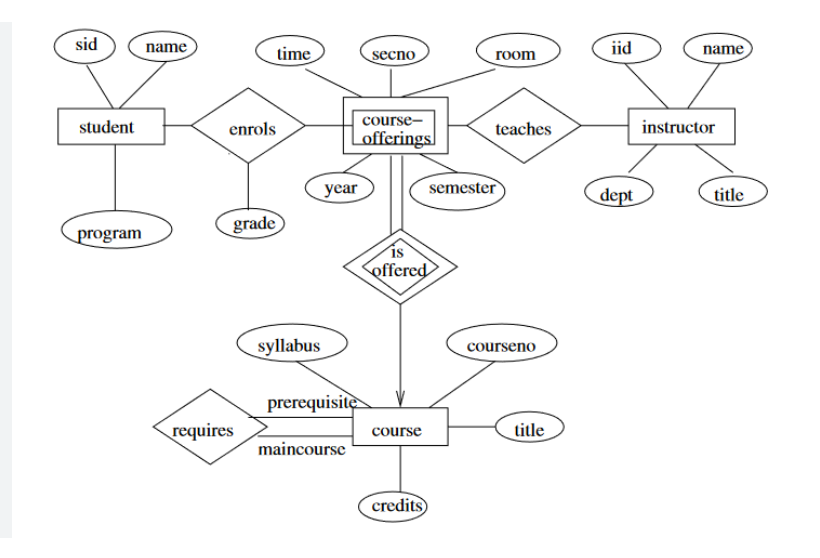 sid
name
time
secno
room
iid
name
student
enrols
course–
offerings
teaches
instructor
year
semester
dept
title
program
grade
is
offered
syllabus
courseno
prerequisite
requires
course
title
maincourse
credits